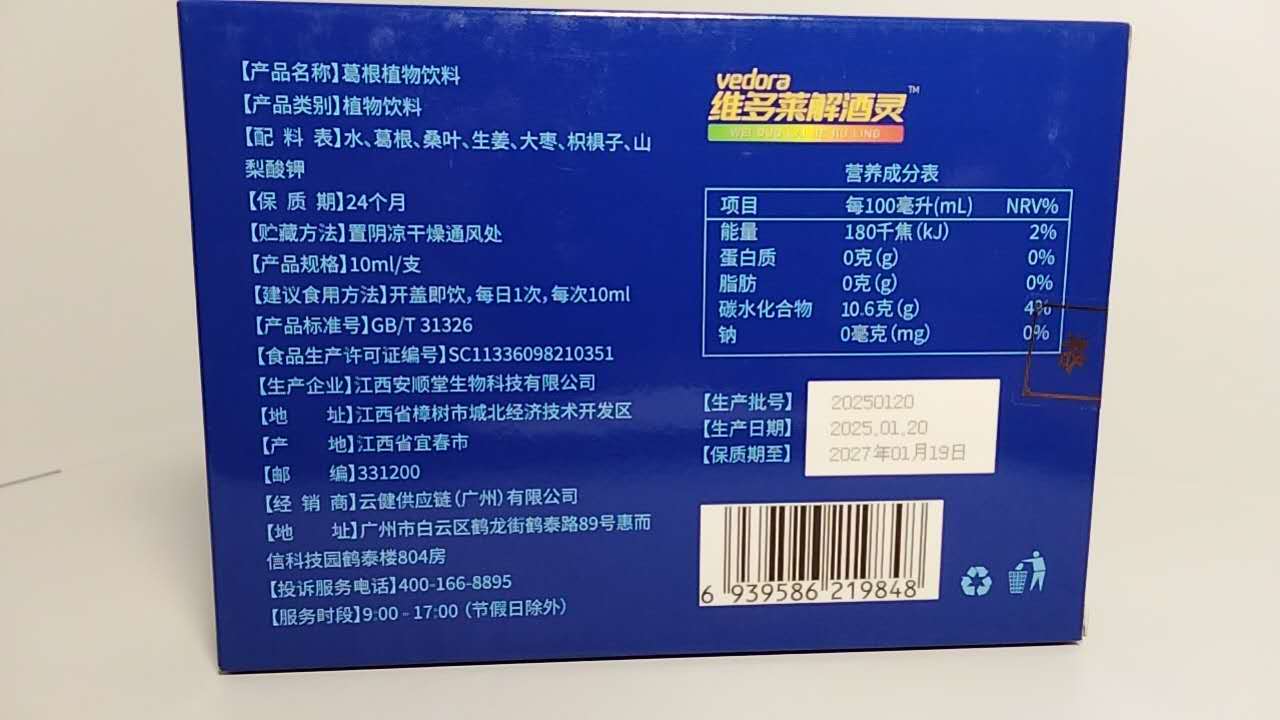 【产品名称】葛根植物饮料
【产品类别】植物饮料
【配 料 表】水、葛根、桑叶、生姜、大枣、枳椇子、山
梨酸钾
【保 质 期】24个月
【贮藏方法】置阴凉干燥通风处
【产品规格】10ml/支
【建议食用方法】开盖即饮，每日1次，每次10ml
【产品标准号】GB/T 31326
【食品生产许可证编号】SC11336098210351
【生产企业】江西安顺堂生物科技有限公司
【地 址】江西省樟树市城北经济技术开发区
【产 地】江西省宜春市
【邮 编】331200
【经 销 商】云健供应链（广州）有限公司
【地 址】广州市白云区鹤龙街鹤泰路89号惠而
信科技园鹤泰楼804房
【投诉服务电话】400-166-8895
【服务时段】9:00 - 17:00（节假日除外）
vedora
维多莱解酒灵™
WEI DUO LAI JIE JIU LING
营养成分表
项目 每100毫升(mL) NRV%
能量 180千焦(kJ) 2%
蛋白质 0克(g) 0%
脂肪 0克(g) 0%
碳水化合物 10.6克(g) 4%
钠 0毫克(mg) 0%
【生产批号】20250120
【生产日期】2025.01.20
【保质期至】2027年01月19日
6 939586 219848